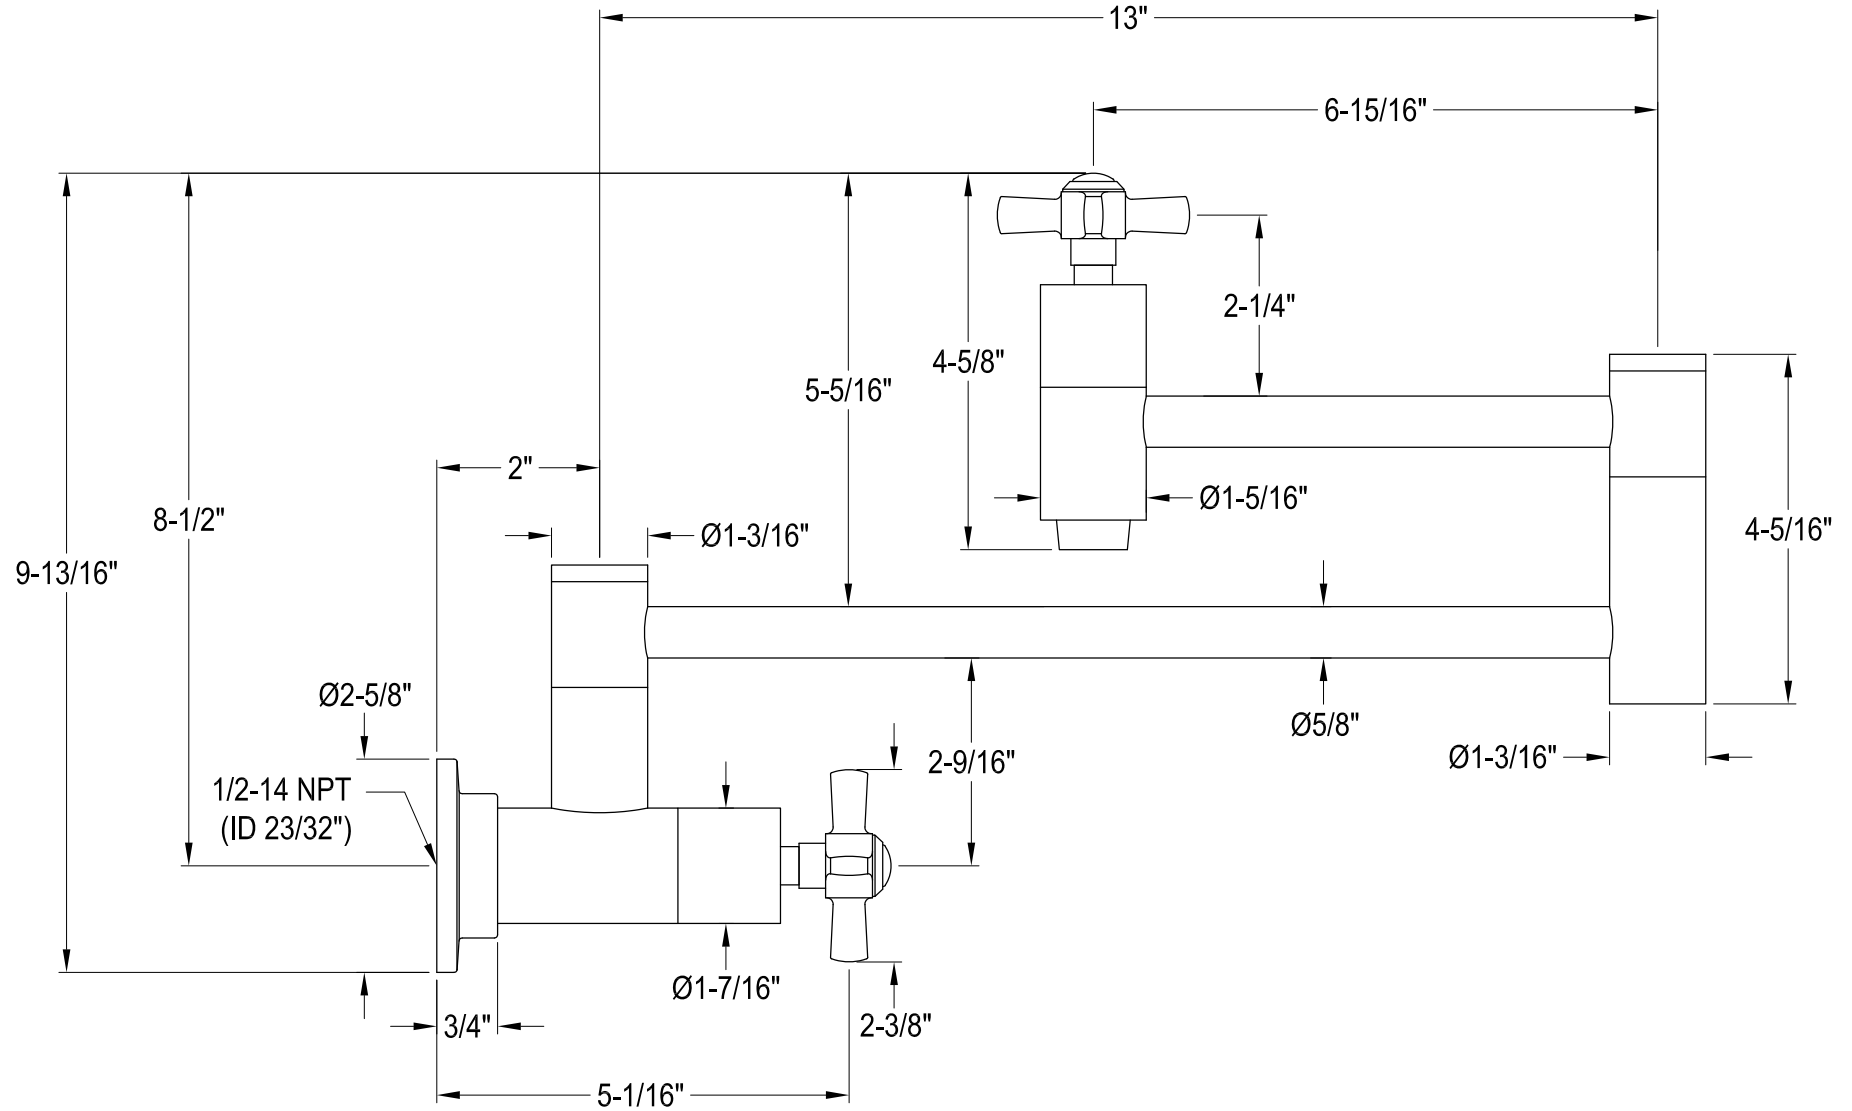 13"
6-15/16"
2-1/4"
4-5/8"
5-5/16"
2"
Ø1-5/16"
8-1/2"
Ø1-3/16"
4-5/16"
9-13/16"
Ø2-5/8"
Ø5/8"
2-9/16"
Ø1-3/16"
1/2-14 NPT
(ID 23/32")
Ø1-7/16"
3/4"
2-3/8"
5-1/16"